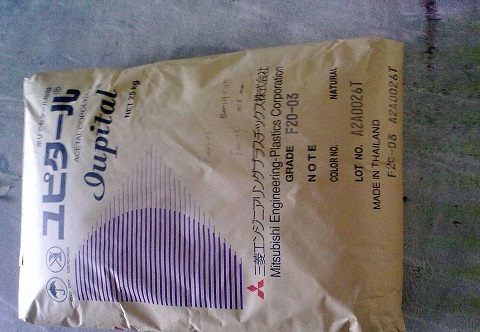 ユピタール®
ACETAL
Iupital
NET 25 kg
三菱エンジニアリングプラスチックス株式会社
Mitsubishi Engineering-Plastics Corporation
GRADE F20-03
NOTE
COLOR NO. NATURAL
LOT NO. A2A0026T
MADE IN THAILAND
F20-03 A2A0026T